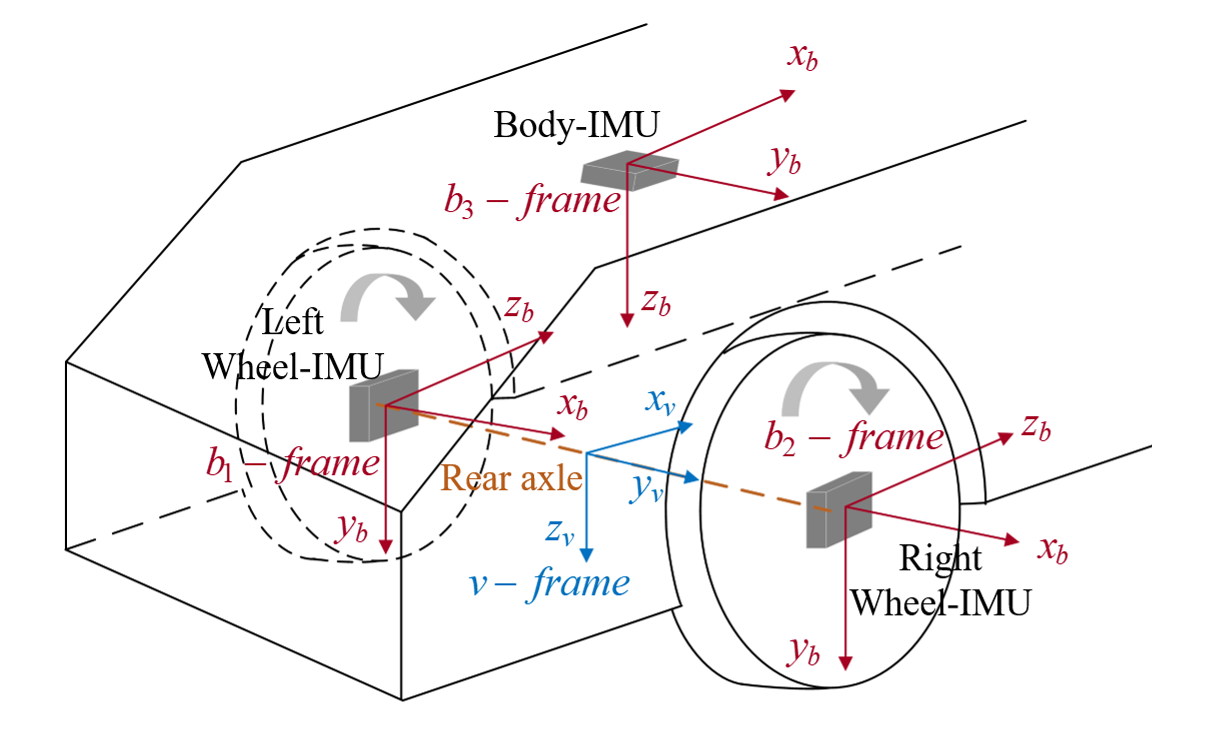 x_b
Body-IMU
y_b
b_3 − frame
z_b
Left
Wheel-IMU
z_b
x_b
b_1 − frame
y_b
Rear axle
x_v
y_v
z_v
v − frame
b_2 − frame
z_b
x_b
Right
Wheel-IMU
y_b